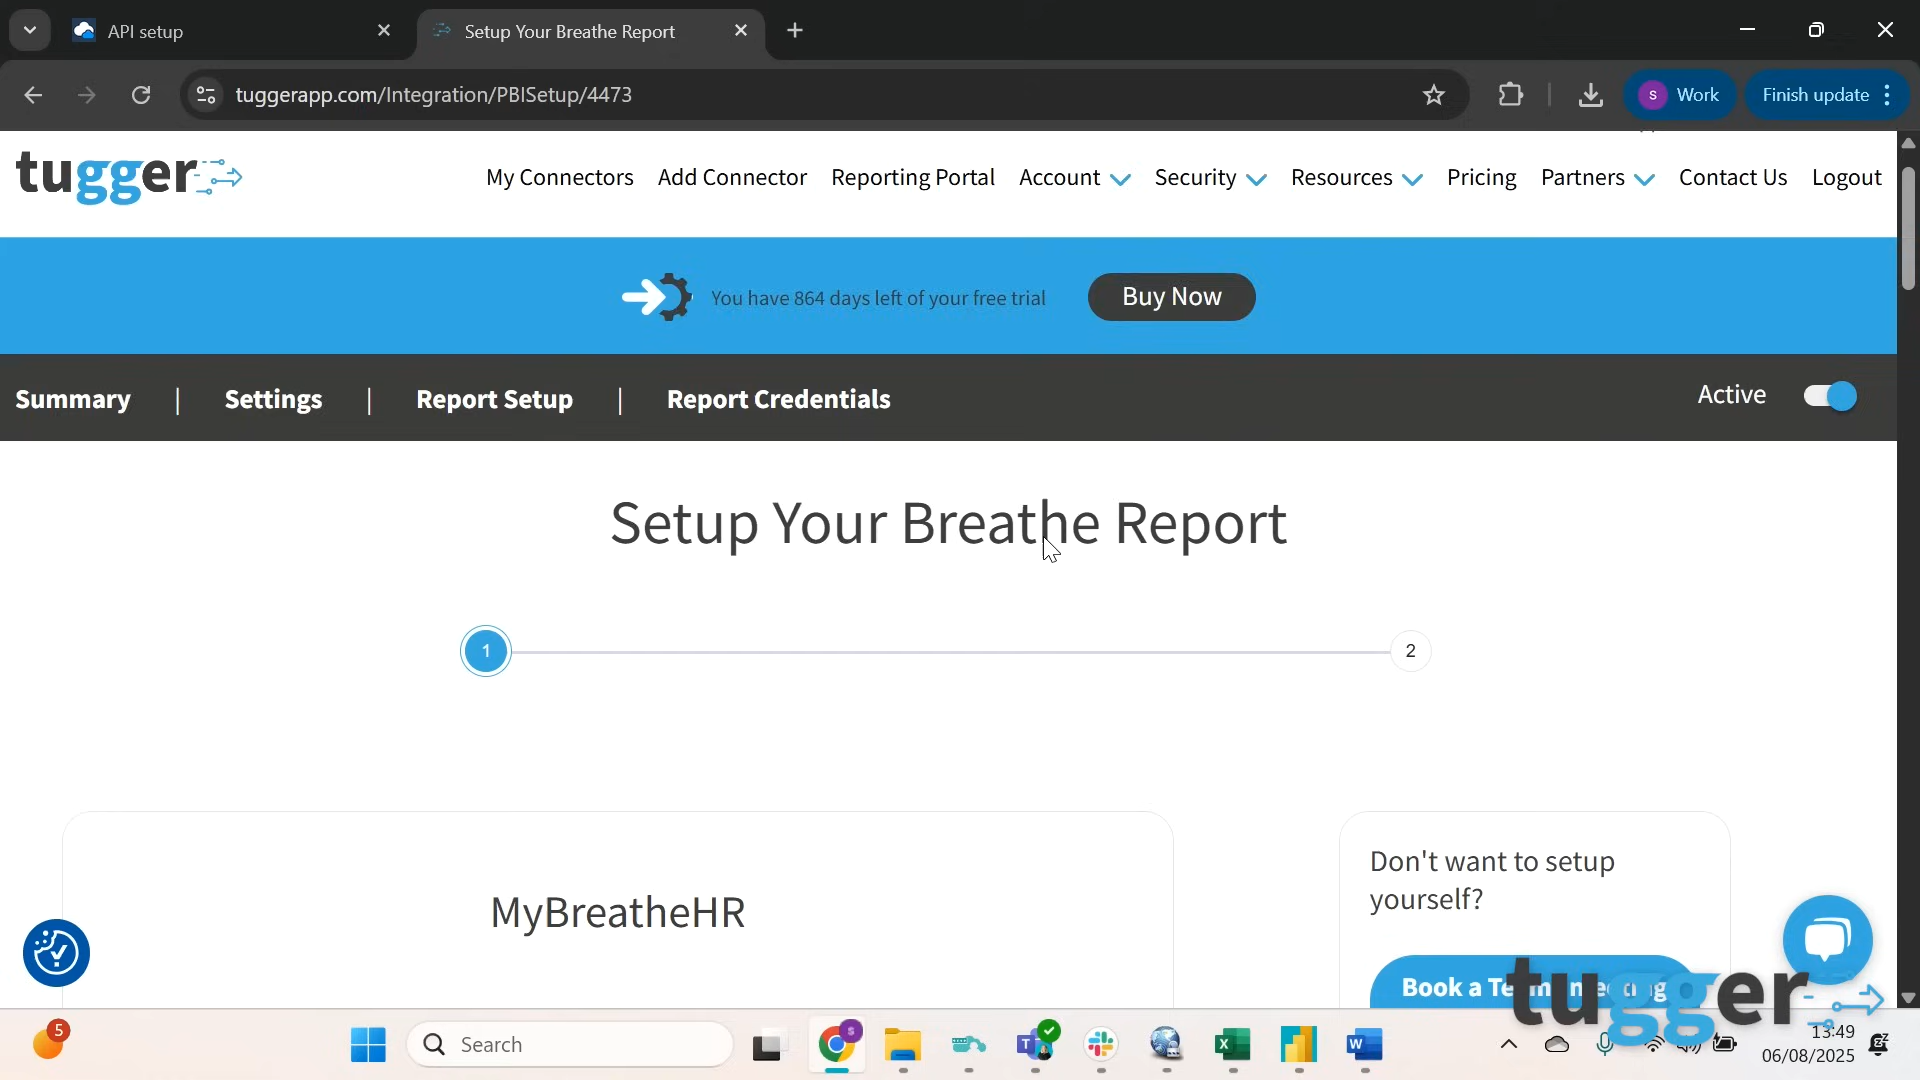 API setup
Setup Your Breathe Report
tuggerapp.com/Integration/PBISetup/4473
S
Work
Finish update
tugger
My Connectors
Add Connector
Reporting Portal
Account
Security
Resources
Pricing
Partners
Contact Us
Logout
You have 864 days left of your free trial
Buy Now
Summary | Settings | Report Setup | Report Credentials
Active
Setup Your Breathe Report
1
2
MyBreatheHR
Don't want to setup
yourself?
Book a
tugger
5
Search
13:49
06/08/2025